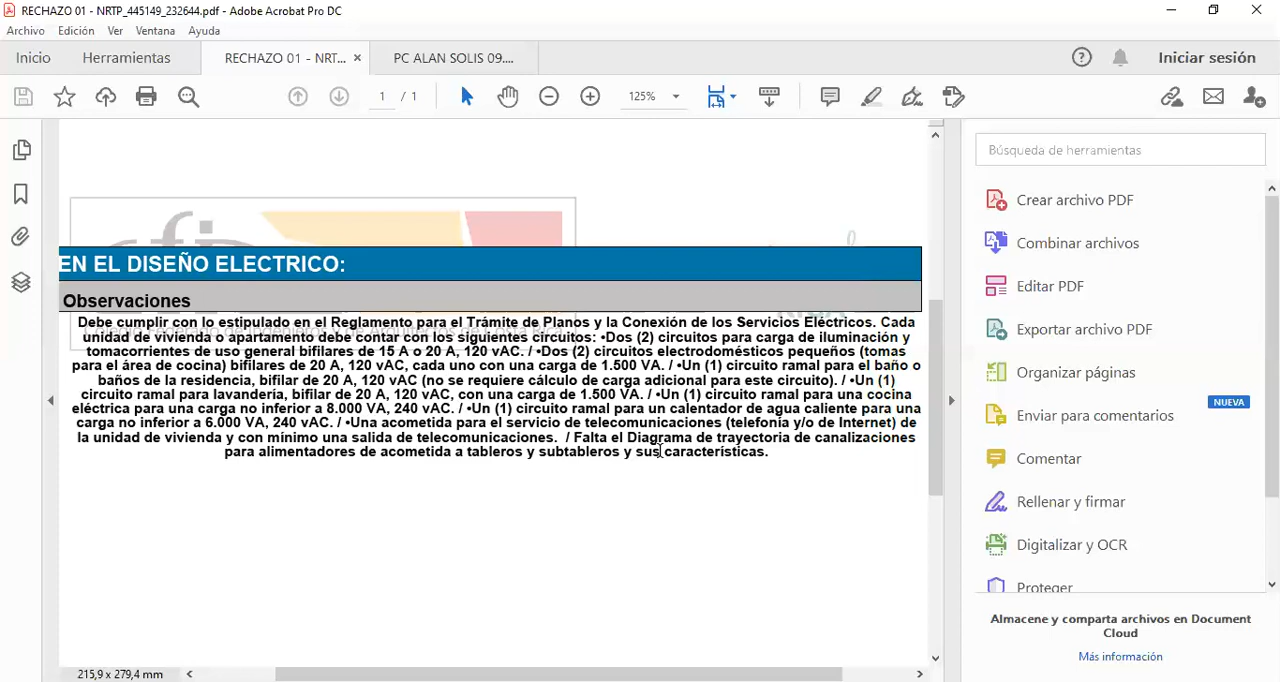 RECHAZO 01 - NRTP_445149_232644.pdf - Adobe Acrobat Pro DC
Archivo Edición Ver Ventana Ayuda
Inicio Herramientas RECHAZO 01 - NRT... × PC ALAN SOLIS 09.... Iniciar sesión
1 / 1 125%
Búsqueda de herramientas
Crear archivo PDF
Combinar archivos
Editar PDF
Exportar archivo PDF
Organizar páginas
NUEVA
Enviar para comentarios
Comentar
Rellenar y firmar
Digitalizar y OCR
Proteger
Almacene y comparta archivos en Document
Cloud
Más información
cfia
EN EL DISEÑO ELECTRICO:
Observaciones
Colegio Federado de Ingenieros y de Arquitectos de Costa Rica
Debe cumplir con lo estipulado en el Reglamento para el Trámite de Planos y la Conexión de los Servicios Eléctricos. Cada
unidad de vivienda o apartamento debe contar con los siguientes circuitos: •Dos (2) circuitos para carga de iluminación y
tomacorrientes de uso general bifilares de 15 A o 20 A, 120 vAC. / •Dos (2) circuitos electrodomésticos pequeños (tomas
para el área de cocina) bifilares de 20 A, 120 vAC, cada uno con una carga de 1.500 VA. / •Un (1) circuito ramal para el baño o
baños de la residencia, bifilar de 20 A, 120 vAC (no se requiere cálculo de carga adicional para este circuito). / •Un (1)
circuito ramal para lavandería, bifilar de 20 A, 120 vAC, con una carga de 1.500 VA. / •Un (1) circuito ramal para una cocina
eléctrica para una carga no inferior a 8.000 VA, 240 vAC. / •Un (1) circuito ramal para un calentador de agua caliente para una
carga no inferior a 6.000 VA, 240 vAC. / •Una acometida para el servicio de telecomunicaciones (telefonía y/o de Internet) de
la unidad de vivienda y con mínimo una salida de telecomunicaciones. / Falta el Diagrama de trayectoria de canalizaciones
para alimentadores de acometida a tableros y subtableros y sus características.
215,9 x 279,4 mm